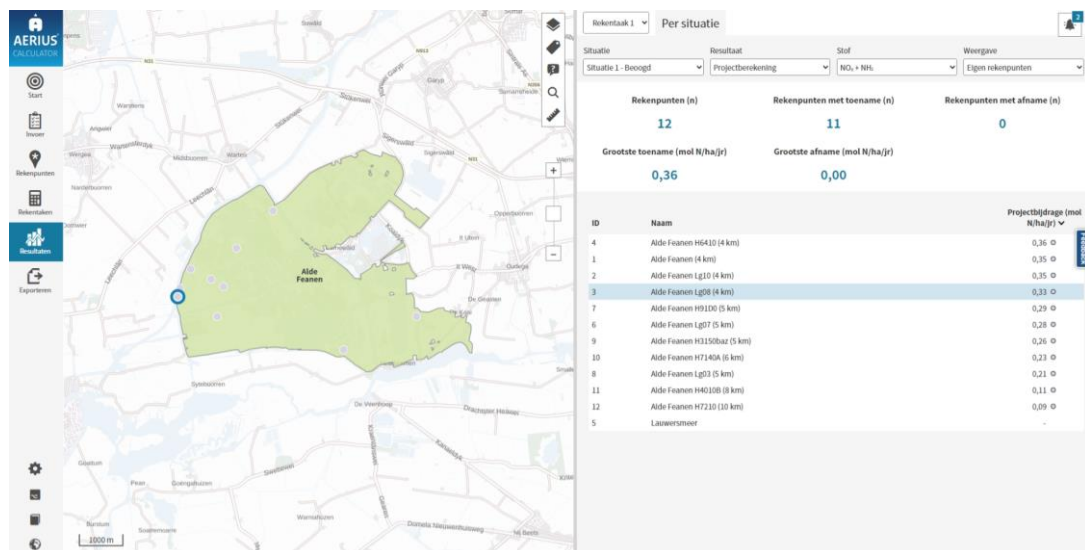 AERIUS
CALCULATOR
Start
Invoer
Rekenpunten
Rekentaken
Resultaten
Exporteren
N31
Garyp
Wartena
Midsbuorren
Sigerswâld
Alde
Feanen
De Veenhoop
1000 m
Rekentaak 1
Per situatie
2
Situatie Resultaat Stof Weergave
Situatie 1 - Beoogd Projectberekening NOₓ + NH₃ Eigen rekenpunten
Rekenpunten (n) Rekenpunten met toename (n) Rekenpunten met afname (n)
12 11 0
Grootste toename (mol N/ha/jr) Grootste afname (mol N/ha/jr)
0,36 0,00
Projectbijdrage (mol
ID Naam N/ha/jr)
4 Alde Feanen H6410 (4 km) 0,36
1 Alde Feanen (4 km) 0,35
2 Alde Feanen Lg10 (4 km) 0,35
3 Alde Feanen Lg08 (4 km) 0,33
7 Alde Feanen H91D0 (5 km) 0,29
6 Alde Feanen Lg07 (5 km) 0,28
9 Alde Feanen H3150baz (5 km) 0,26
10 Alde Feanen H7140A (6 km) 0,23
8 Alde Feanen Lg03 (5 km) 0,21
11 Alde Feanen H4010B (8 km) 0,11
12 Alde Feanen H7210 (10 km) 0,09
5 Lauwersmeer -
Feedback